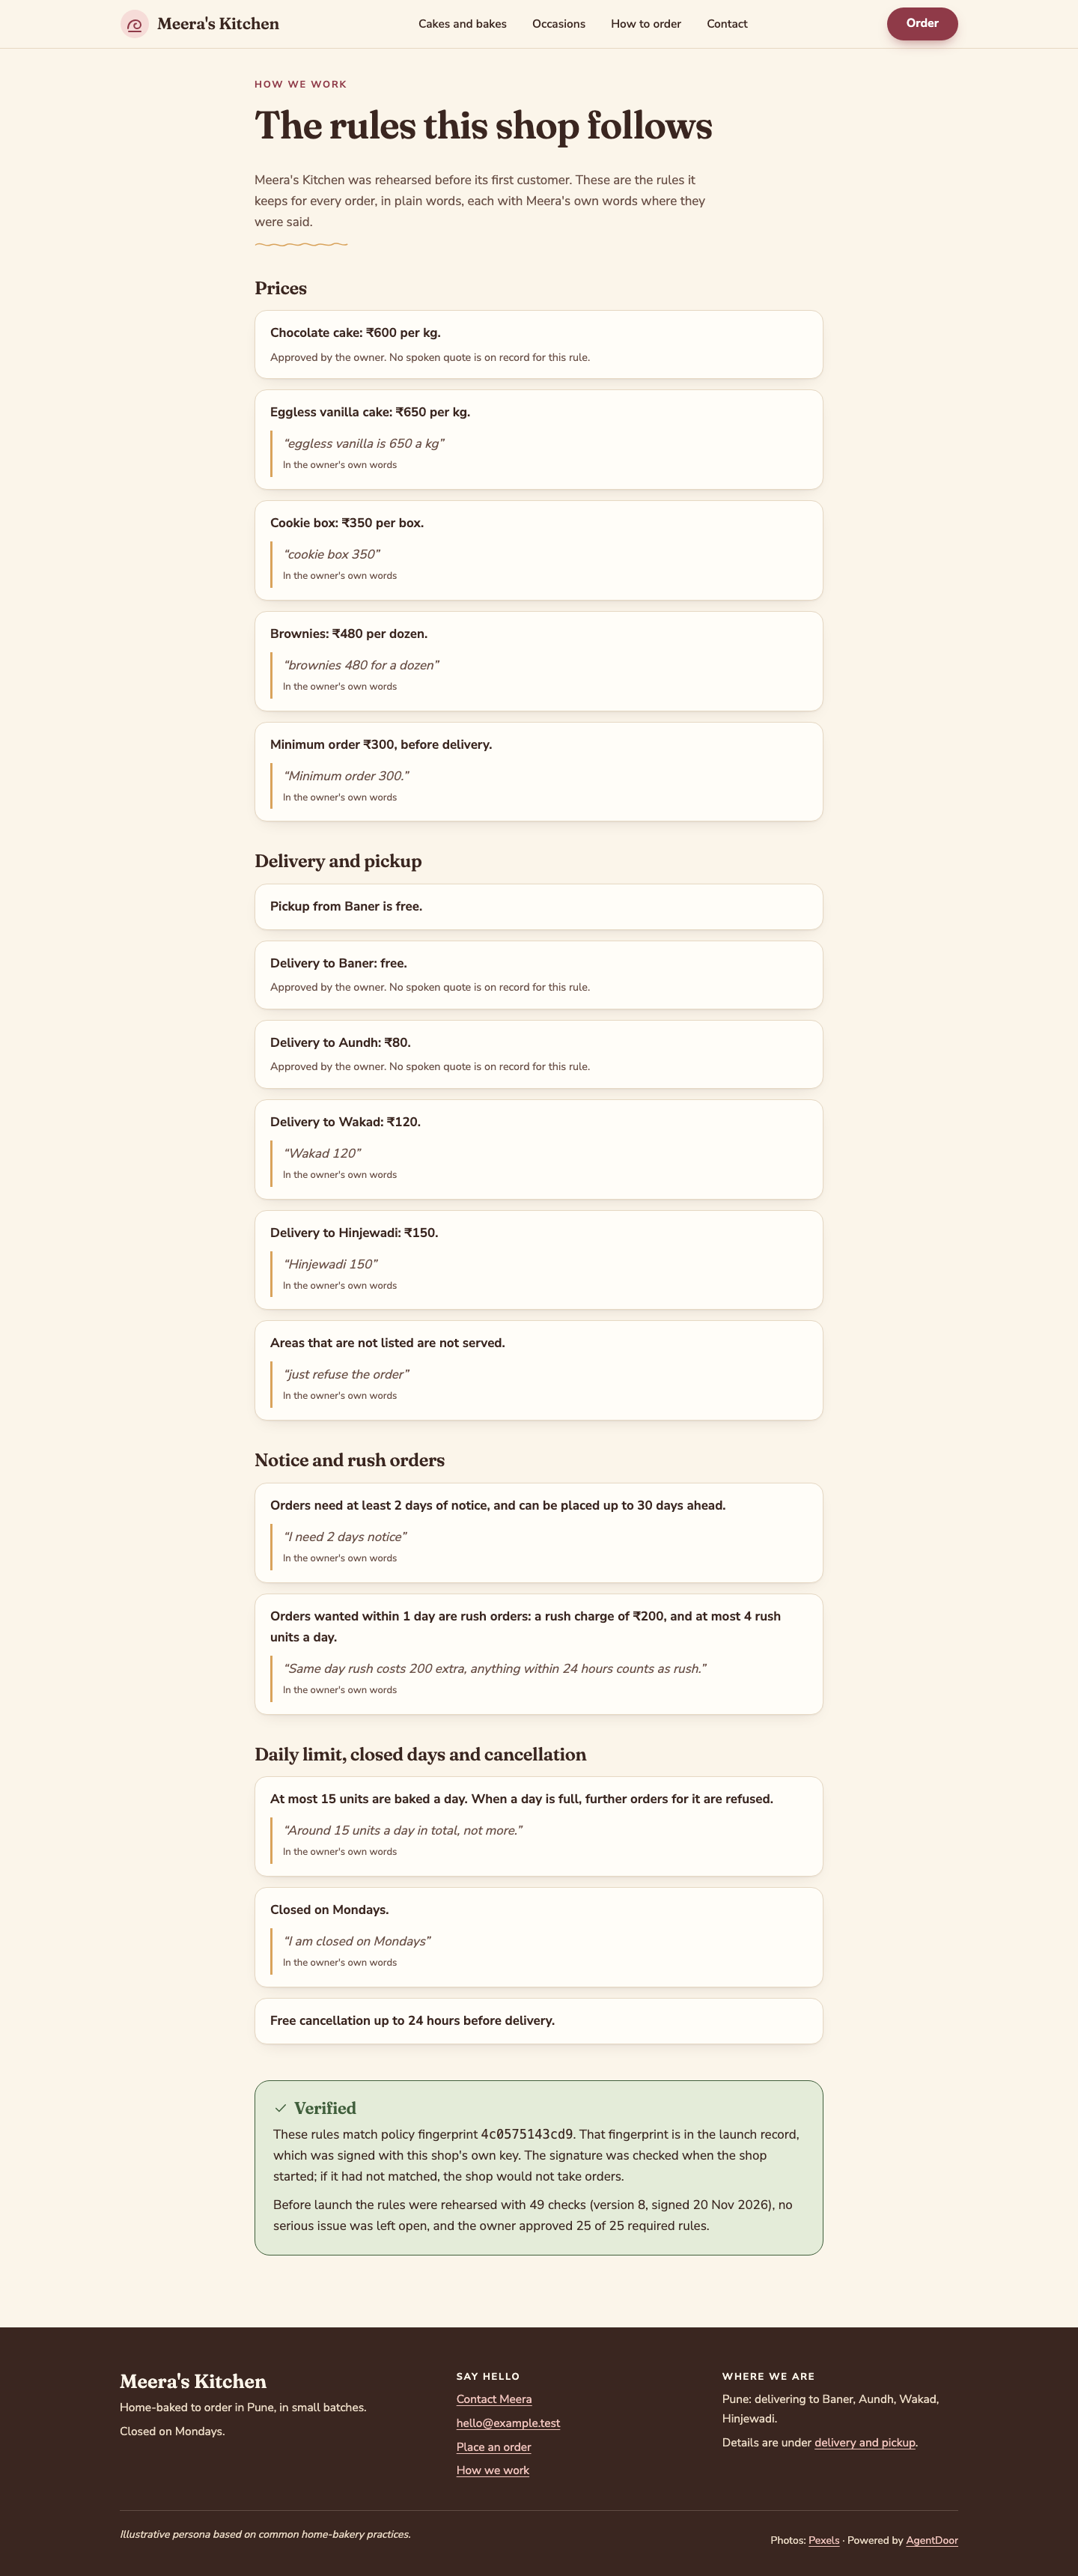 Meera's Kitchen
Cakes and bakes
Occasions
How to order
Contact
Order
HOW WE WORK
The rules this shop follows
Meera's Kitchen was rehearsed before its first customer. These are the rules it
keeps for every order, in plain words, each with Meera's own words where they
were said.
Prices
Chocolate cake: ₹600 per kg.
Approved by the owner. No spoken quote is on record for this rule.
Eggless vanilla cake: ₹650 per kg.
“eggless vanilla is 650 a kg”
In the owner's own words
Cookie box: ₹350 per box.
“cookie box 350”
In the owner's own words
Brownies: ₹480 per dozen.
“brownies 480 for a dozen”
In the owner's own words
Minimum order ₹300, before delivery.
“Minimum order 300.”
In the owner's own words
Delivery and pickup
Pickup from Baner is free.
Delivery to Baner: free.
Approved by the owner. No spoken quote is on record for this rule.
Delivery to Aundh: ₹80.
Approved by the owner. No spoken quote is on record for this rule.
Delivery to Wakad: ₹120.
“Wakad 120”
In the owner's own words
Delivery to Hinjewadi: ₹150.
“Hinjewadi 150”
In the owner's own words
Areas that are not listed are not served.
“just refuse the order”
In the owner's own words
Notice and rush orders
Orders need at least 2 days of notice, and can be placed up to 30 days ahead.
“I need 2 days notice”
In the owner's own words
Orders wanted within 1 day are rush orders: a rush charge of ₹200, and at most 4 rush
units a day.
“Same day rush costs 200 extra, anything within 24 hours counts as rush.”
In the owner's own words
Daily limit, closed days and cancellation
At most 15 units are baked a day. When a day is full, further orders for it are refused.
“Around 15 units a day in total, not more.”
In the owner's own words
Closed on Mondays.
“I am closed on Mondays”
In the owner's own words
Free cancellation up to 24 hours before delivery.
Verified
These rules match policy fingerprint 4c0575143cd9. That fingerprint is in the launch record,
which was signed with this shop's own key. The signature was checked when the shop
started; if it had not matched, the shop would not take orders.
Before launch the rules were rehearsed with 49 checks (version 8, signed 20 Nov 2026), no
serious issue was left open, and the owner approved 25 of 25 required rules.
Meera's Kitchen
Home-baked to order in Pune, in small batches.
Closed on Mondays.
SAY HELLO
Contact Meera
hello@example.test
Place an order
How we work
WHERE WE ARE
Pune: delivering to Baner, Aundh, Wakad,
Hinjewadi.
Details are under delivery and pickup.
Illustrative persona based on common home-bakery practices.
Photos: Pexels · Powered by AgentDoor